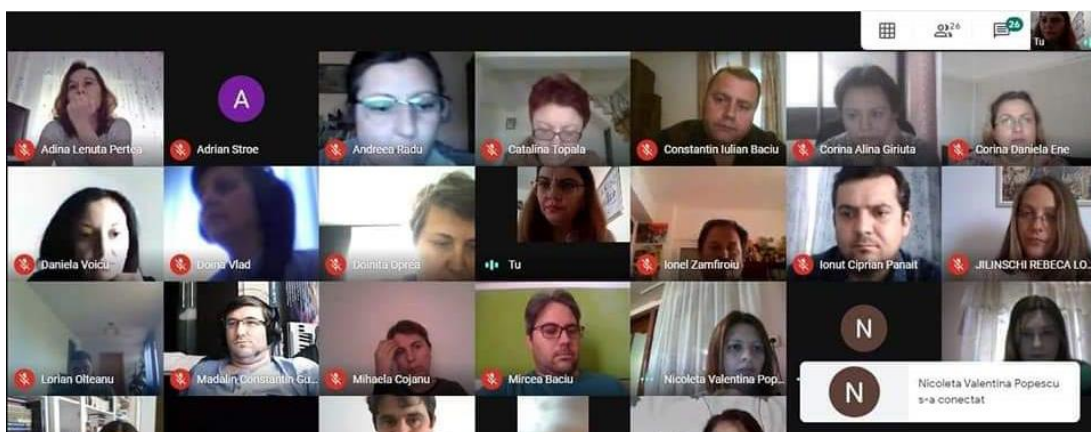 26
26
Tu
Adina Lenuta Pertea
A
Adrian Stroe
Andreea Radu
Catalina Topala
Constantin Iulian Baciu
Corina Alina Giriuta
Corina Daniela Ene
Daniela Voicu
Doina Vlad
Doinita Oprea
Tu
Ionel Zamfiroiu
Ionut Ciprian Panait
JILINSCHI REBECA LO...
Lorian Olteanu
Madalin Constantin Gu...
Mihaela Cojanu
Mircea Baciu
Nicoleta Valentina Pop...
N
N
Nicoleta Valentina Popescu
s-a conectat